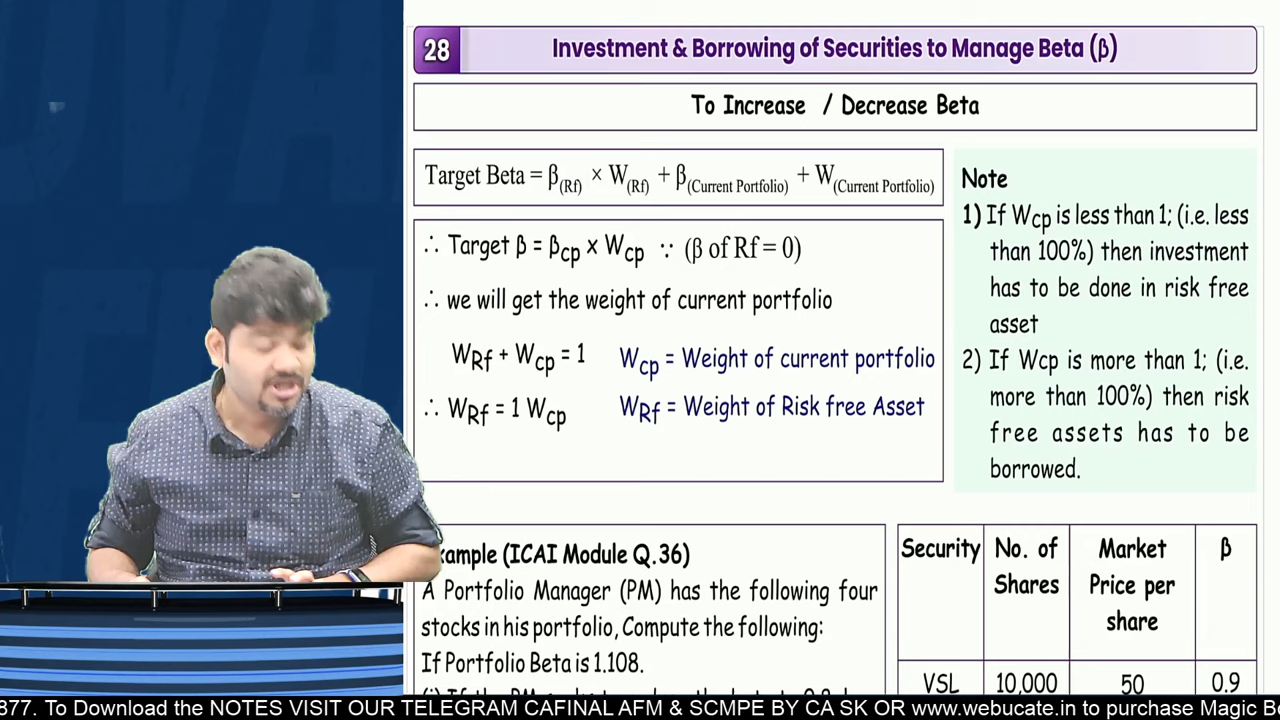 28
Investment & Borrowing of Securities to Manage Beta (β)
To Increase / Decrease Beta
Target Beta = β(Rf) × W(Rf) + β(Current Portfolio) + W(Current Portfolio)
∴ Target β = βcp x Wcp ∵ (β of Rf = 0)
∴ we will get the weight of current portfolio
WRf + Wcp = 1 Wcp = Weight of current portfolio
∴ WRf = 1 Wcp WRf = Weight of Risk free Asset
Note
1) If Wcp is less than 1; (i.e. less
than 100%) then investment
has to be done in risk free
asset
2) If Wcp is more than 1; (i.e.
more than 100%) then risk
free assets has to be
borrowed.
xample (ICAI Module Q.36)
A Portfolio Manager (PM) has the following four
stocks in his portfolio, Compute the following:
If Portfolio Beta is 1.108.
Security No. of Shares Market Price per share β
VSL 10,000 50 0.9
877. To Download the NOTES VISIT OUR TELEGRAM CAFINAL AFM & SCMPE BY CA SK OR www.webucate.in to purchase Magic Bo